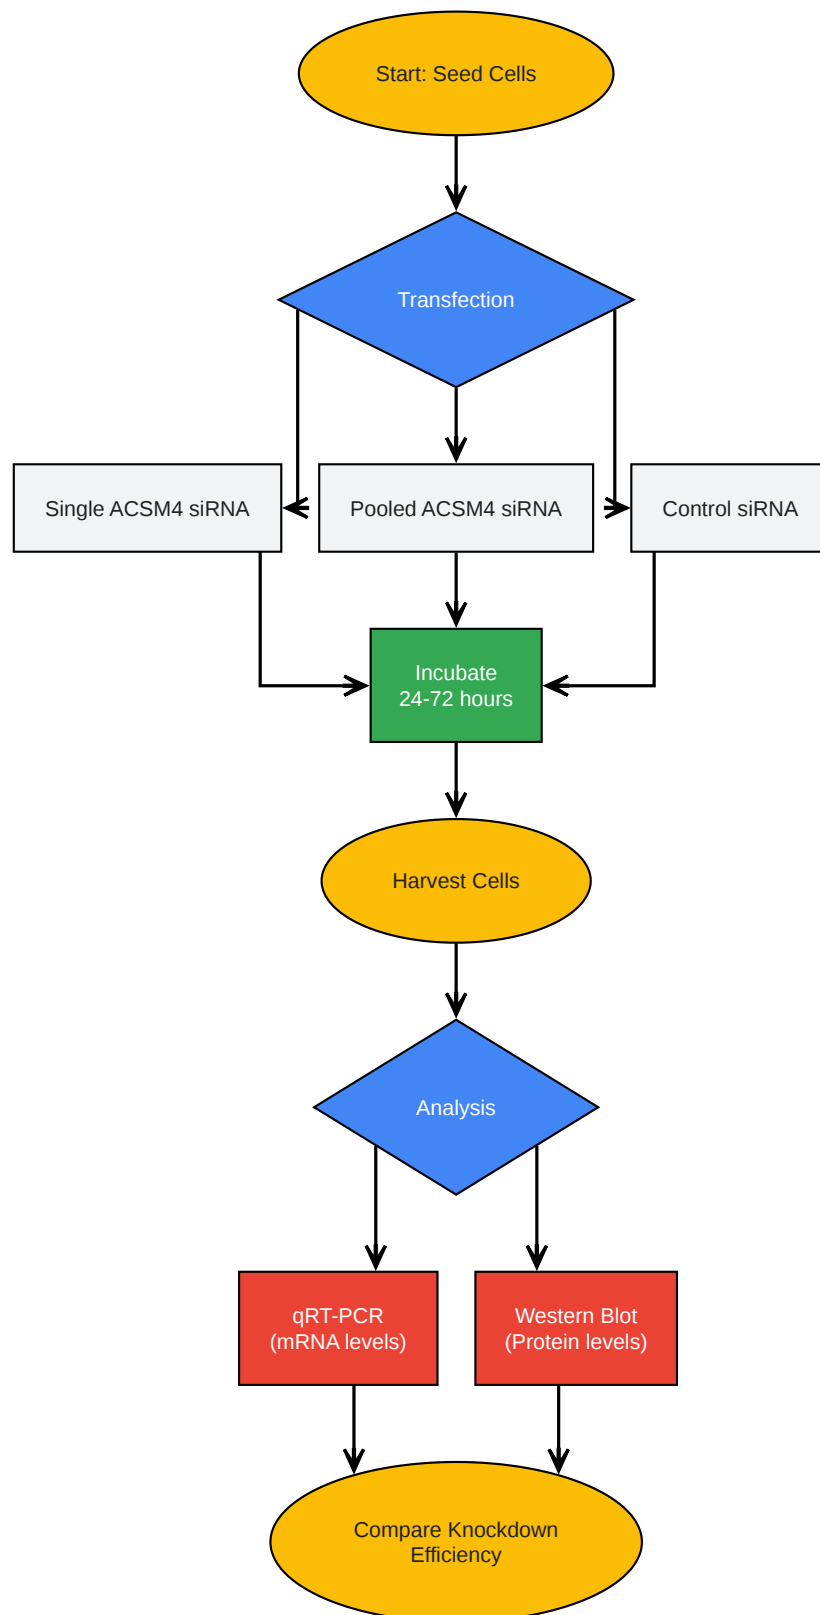 Start: Seed Cells
Transfection
Single ACSM4 siRNA
Pooled ACSM4 siRNA
Control siRNA
Incubate
24-72 hours
Harvest Cells
Analysis
qRT-PCR
(mRNA levels)
Western Blot
(Protein levels)
Compare Knockdown
Efficiency